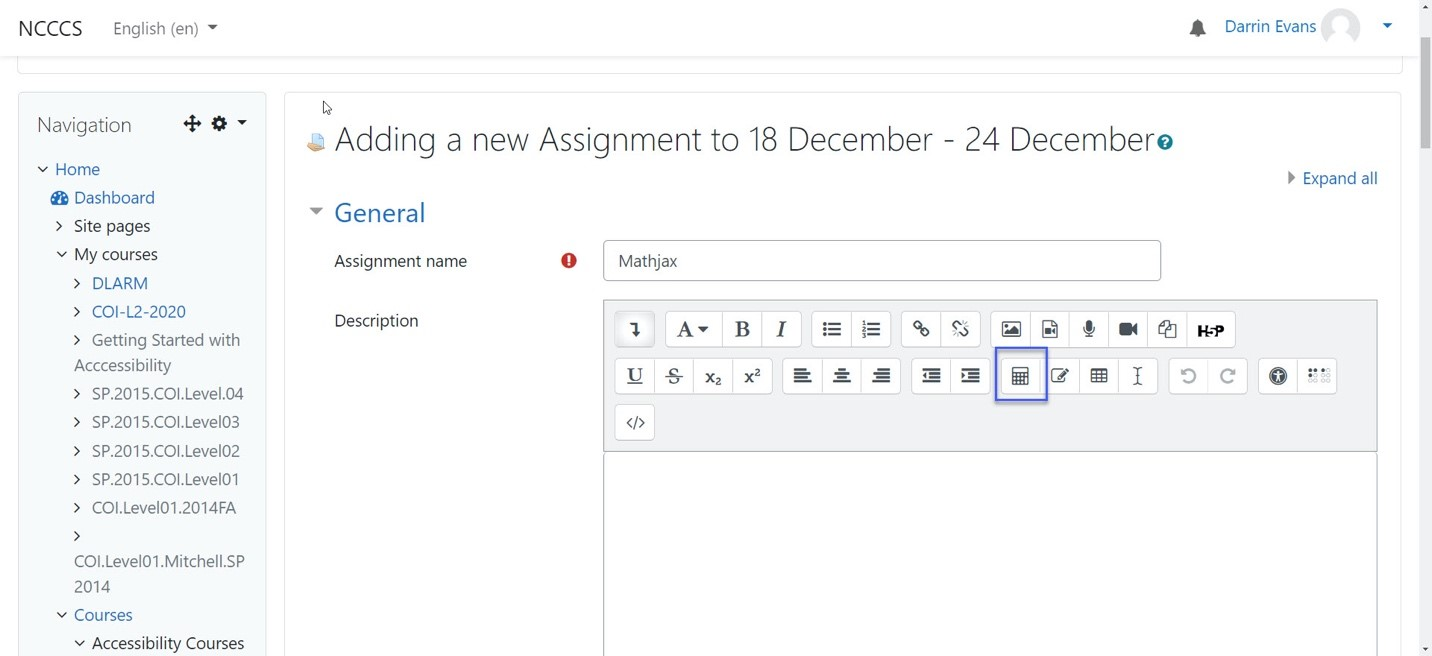 NCCCS English (en) Darrin Evans
Navigation
Home
Dashboard
Site pages
My courses
DLARM
COI-L2-2020
Getting Started with
Acccessibility
SP.2015.COI.Level.04
SP.2015.COI.Level03
SP.2015.COI.Level02
SP.2015.COI.Level01
COI.Level01.2014FA
COI.Level01.Mitchell.SP
2014
Courses
Accessibility Courses
Adding a new Assignment to 18 December - 24 December
Expand all
General
Assignment name Mathjax
Description
A B I H5P
U S x₂ x²
</>